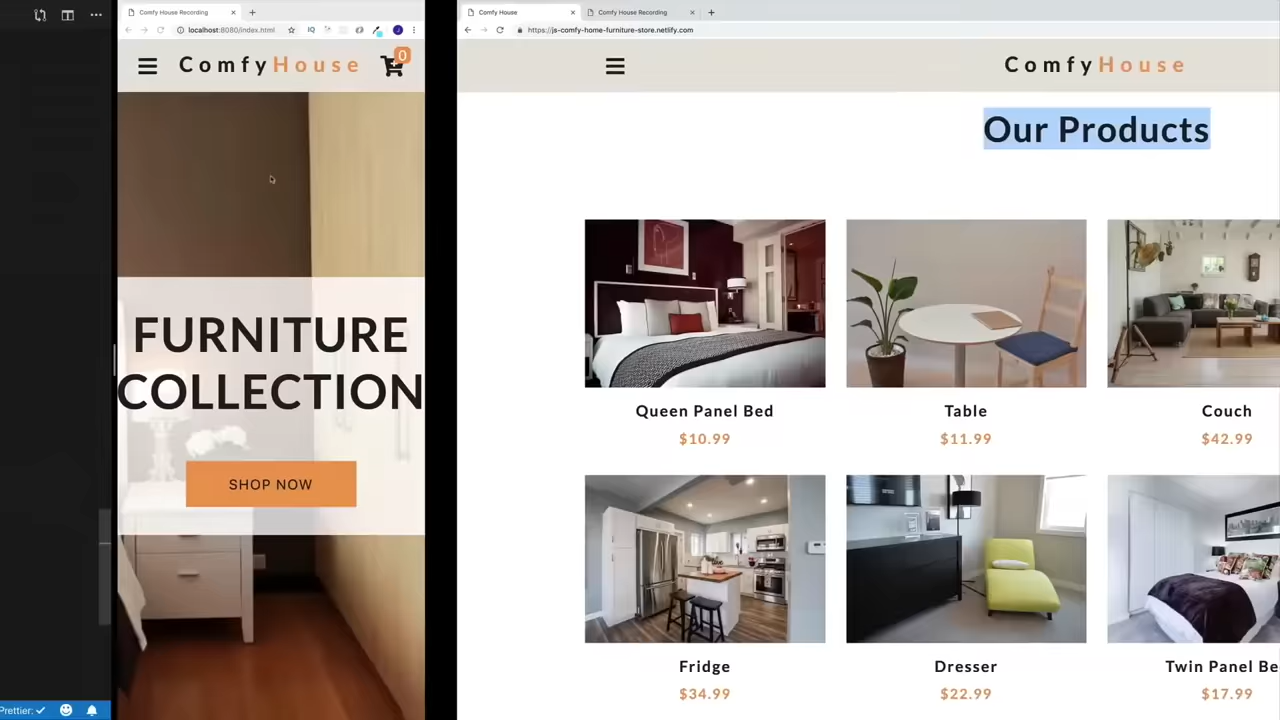 Comfy House Recording
localhost:8080/index.html
IQ
J
ComfyHouse
0
FURNITURE
COLLECTION
SHOP NOW
Prettier:
Comfy House
Comfy House Recording
https://js-comfy-home-furniture-store.netlify.com
ComfyHouse
Our Products
Queen Panel Bed
Table
Couch
$10.99
$11.99
$42.99
Fridge
Dresser
Twin Panel Be
$34.99
$22.99
$17.99